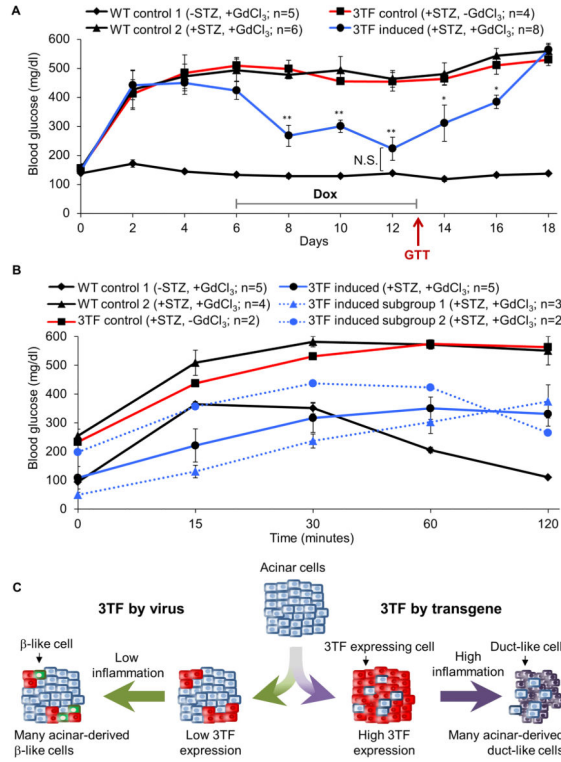 A
WT control 1 (-STZ, +GdCl3; n=5)
3TF control (+STZ, -GdCl3; n=4)
WT control 2 (+STZ, +GdCl3; n=6)
3TF induced (+STZ, +GdCl3; n=8)
Blood glucose (mg/dl)
600
500
400
300
200
100
0
**
**
**
*
*
N.S.
Dox
0 2 4 6 8 10 12 14 16 18
Days
GTT
B
WT control 1 (-STZ, +GdCl3; n=5)
3TF induced (+STZ, +GdCl3; n=5)
WT control 2 (+STZ, +GdCl3; n=4)
3TF induced subgroup 1 (+STZ, +GdCl3; n=3
3TF control (+STZ, -GdCl3; n=2)
3TF induced subgroup 2 (+STZ, +GdCl3; n=2
Blood glucose (mg/dl)
600
500
400
300
200
100
0
0 15 30 60 120
Time (minutes)
C
Acinar cells
3TF by virus
3TF by transgene
β-like cell
Low
inflammation
3TF expressing cell
High
inflammation
Duct-like cell
Many acinar-derived
β-like cells
Low 3TF
expression
High 3TF
expression
Many acinar-derived
duct-like cells